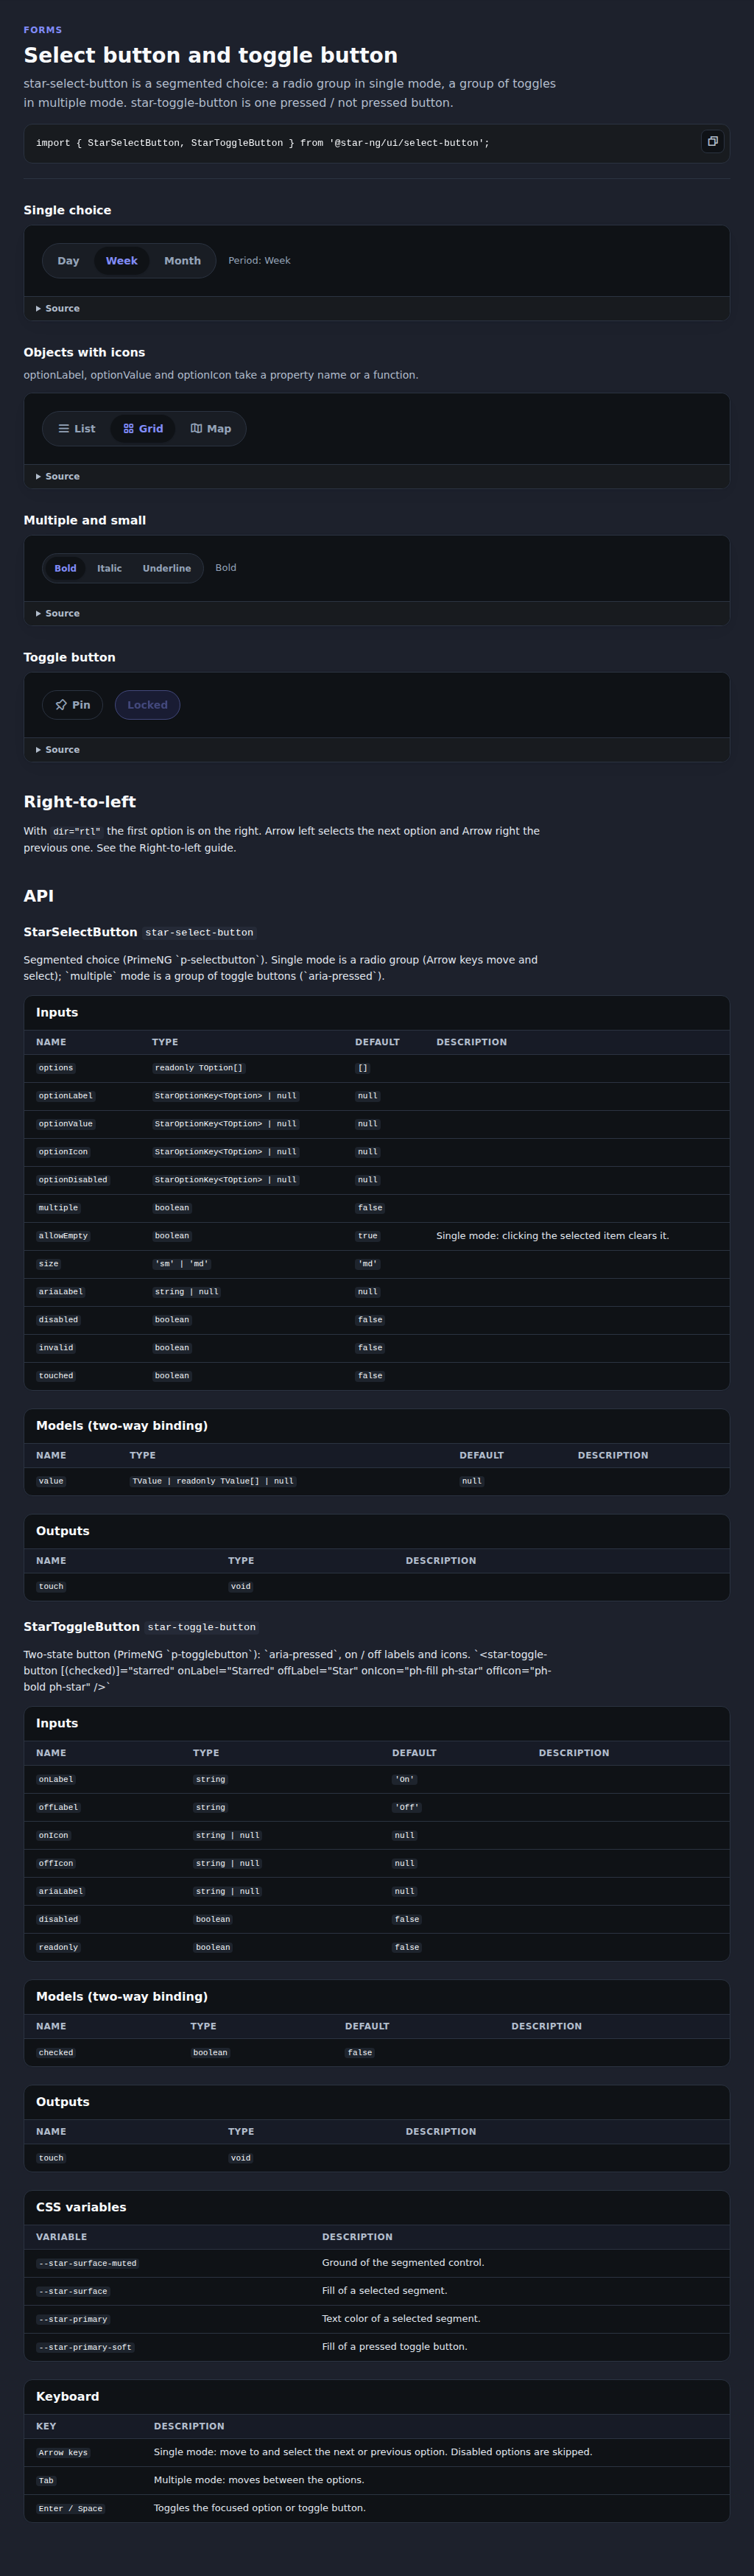 FORMS
Select button and toggle button
star-select-button is a segmented choice: a radio group in single mode, a group of toggles
in multiple mode. star-toggle-button is one pressed / not pressed button.
import { StarSelectButton, StarToggleButton } from '@star-ng/ui/select-button';
Single choice
Day Week Month Period: Week
Source
Objects with icons
optionLabel, optionValue and optionIcon take a property name or a function.
List Grid Map
Source
Multiple and small
Bold Italic Underline Bold
Source
Toggle button
Pin Locked
Source
Right-to-left
With dir="rtl" the first option is on the right. Arrow left selects the next option and Arrow right the
previous one. See the Right-to-left guide.
API
StarSelectButton star-select-button
Segmented choice (PrimeNG `p-selectbutton`). Single mode is a radio group (Arrow keys move and
select); `multiple` mode is a group of toggle buttons (`aria-pressed`).
Inputs
NAME TYPE DEFAULT DESCRIPTION
options readonly TOption[] []
optionLabel StarOptionKey<TOption> | null null
optionValue StarOptionKey<TOption> | null null
optionIcon StarOptionKey<TOption> | null null
optionDisabled StarOptionKey<TOption> | null null
multiple boolean false
allowEmpty boolean true Single mode: clicking the selected item clears it.
size 'sm' | 'md' 'md'
ariaLabel string | null null
disabled boolean false
invalid boolean false
touched boolean false
Models (two-way binding)
NAME TYPE DEFAULT DESCRIPTION
value TValue | readonly TValue[] | null null
Outputs
NAME TYPE DESCRIPTION
touch void
StarToggleButton star-toggle-button
Two-state button (PrimeNG `p-togglebutton`): `aria-pressed`, on / off labels and icons. `<star-toggle-
button [(checked)]="starred" onLabel="Starred" offLabel="Star" onIcon="ph-fill ph-star" offIcon="ph-
bold ph-star" />`
Inputs
NAME TYPE DEFAULT DESCRIPTION
onLabel string 'On'
offLabel string 'Off'
onIcon string | null null
offIcon string | null null
ariaLabel string | null null
disabled boolean false
readonly boolean false
Models (two-way binding)
NAME TYPE DEFAULT DESCRIPTION
checked boolean false
Outputs
NAME TYPE DESCRIPTION
touch void
CSS variables
VARIABLE DESCRIPTION
--star-surface-muted Ground of the segmented control.
--star-surface Fill of a selected segment.
--star-primary Text color of a selected segment.
--star-primary-soft Fill of a pressed toggle button.
Keyboard
KEY DESCRIPTION
Arrow keys Single mode: move to and select the next or previous option. Disabled options are skipped.
Tab Multiple mode: moves between the options.
Enter / Space Toggles the focused option or toggle button.